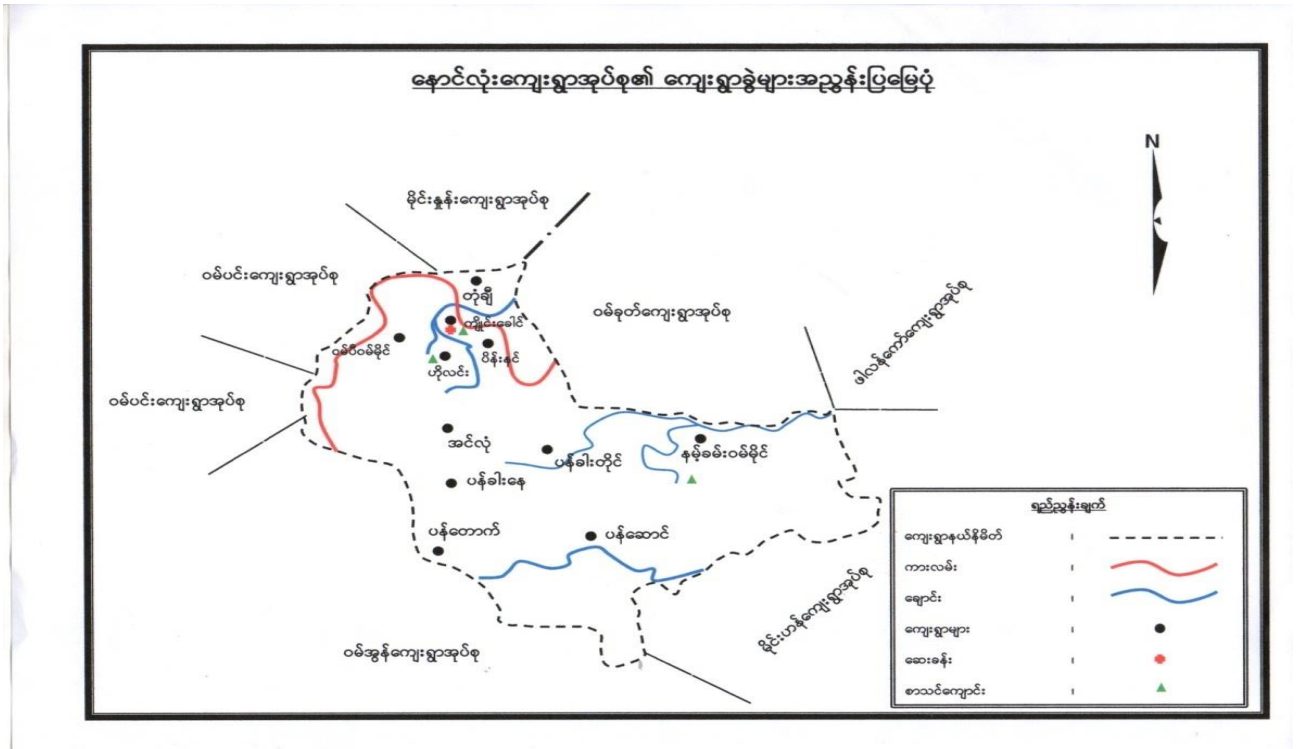 နောင်လုံးကျေးရွာအုပ်စု၏ ကျေးရွာခွဲများအညွှန်းပြမြေပုံ
N
မိုင်းနှုန်းကျေးရွာအုပ်စု
ဝမ်ပင်းကျေးရွာအုပ်စု
တုံချီ
ဝမ်ခုတ်ကျေးရွာအုပ်စု
ဖါလန်ကော်ကျေးရွာအုပ်စု
ကျိုင်းခေါင်
ဝမ်ပီဝမ်မိုင်
ပိန်းနင်
ဟိုလင်း
ဝမ်ပင်းကျေးရွာအုပ်စု
အင်လုံ
ပန်ခါးတိုင်
နမ့်ခမ်းဝမ်မိုင်
ပန်ခါးနေ
ပန်တောက်
ပန်ဆောင်
မိူင်းဟန်ကျေးရွာအုပ်စု
ဝမ်အွန်ကျေးရွာအုပ်စု
ရည်ညွှန်းချက်
ကျေးရွာနယ်နိမိတ်
ကားလမ်း
ချောင်း
ကျေးရွာများ
ဆေးခန်း
စာသင်ကျောင်း